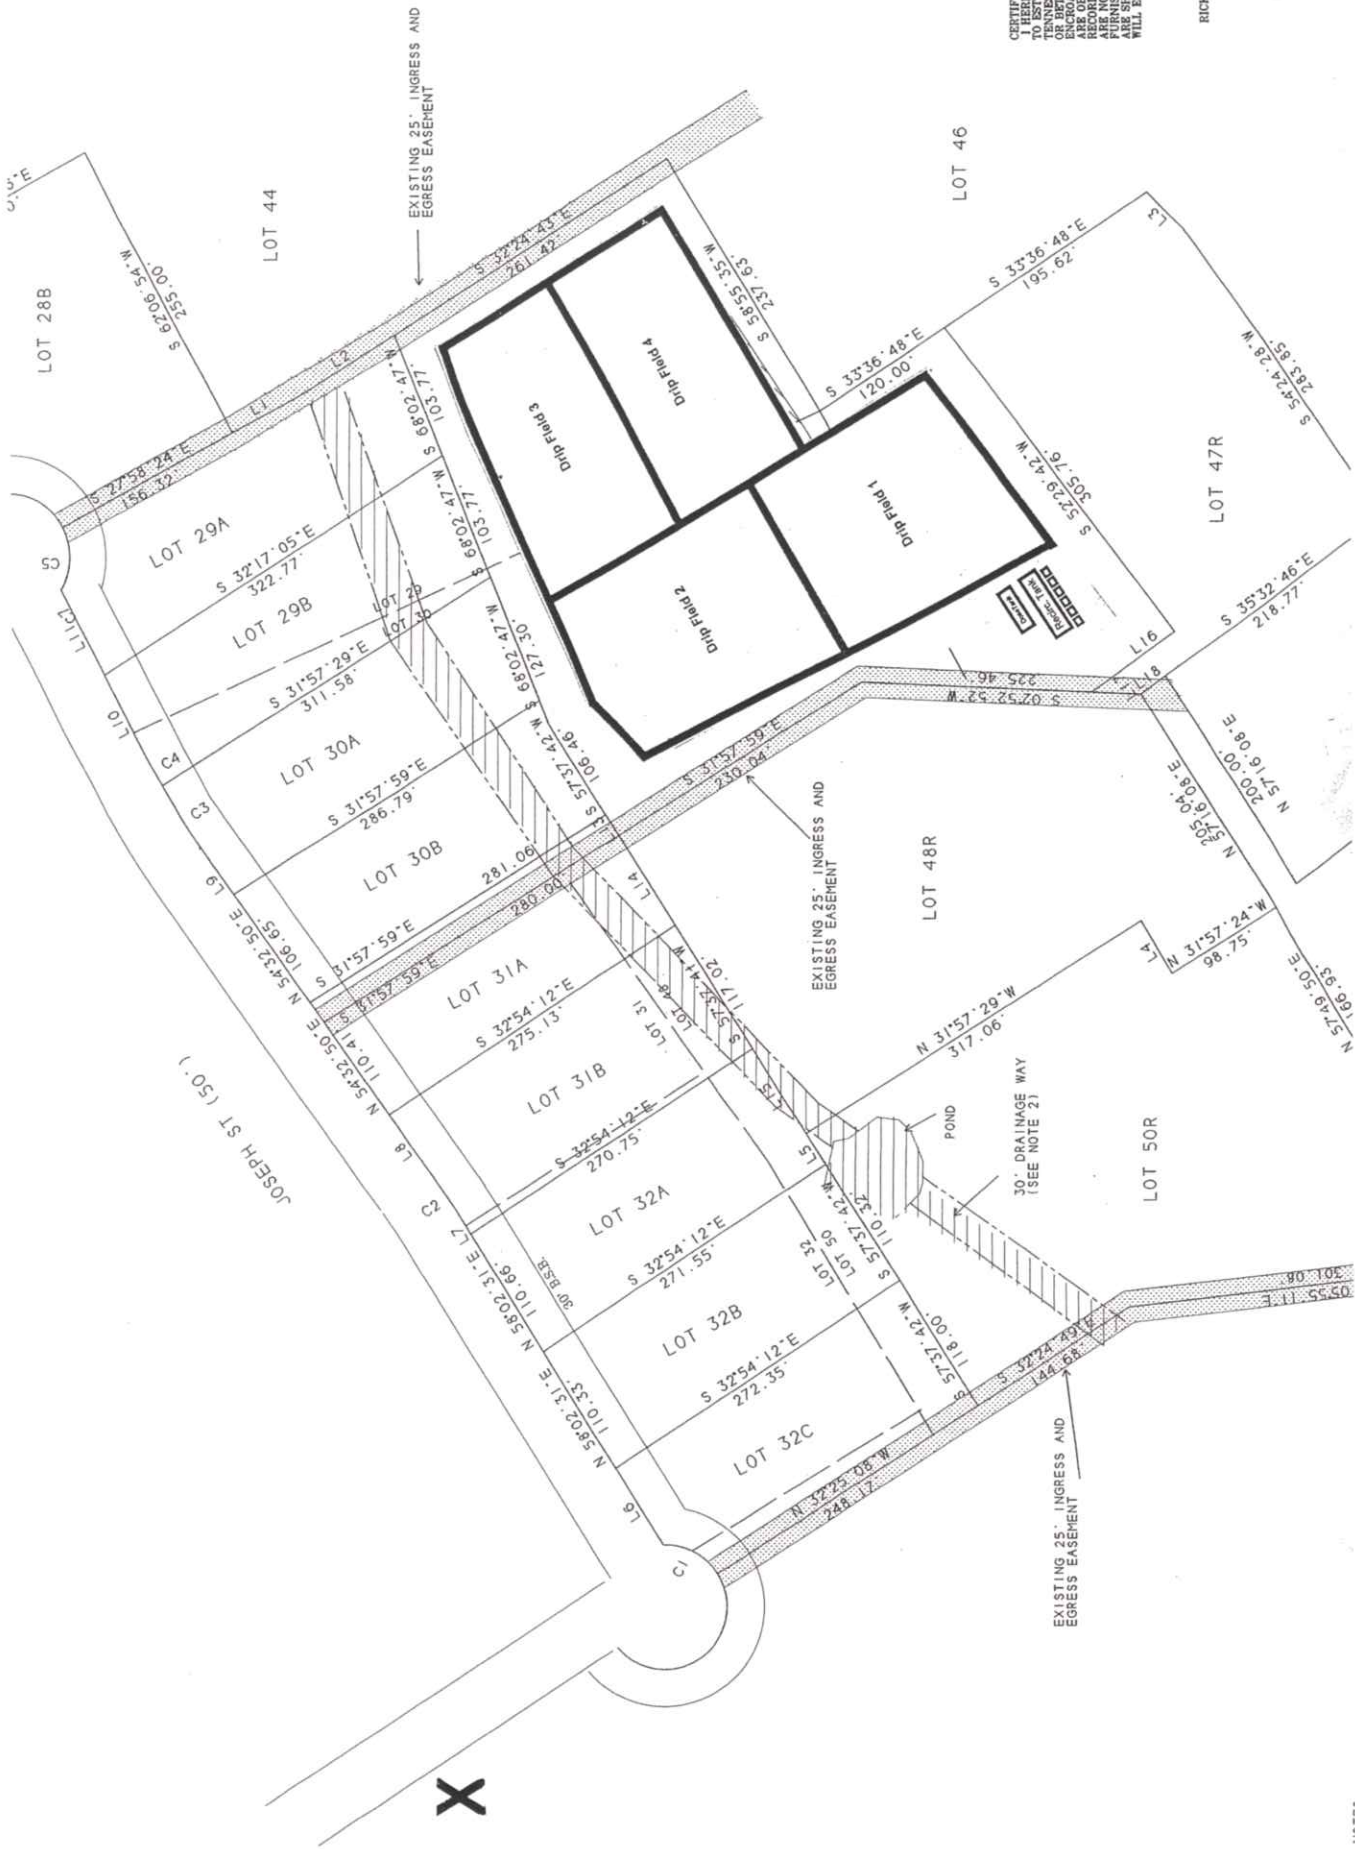 LOT 28B
S 62°06'54"W
255.00'
LOT 44
EXISTING 25' INGRESS AND
EGRESS EASEMENT
L1
L2
S 32°24'43"E
261.42'
C5
S 27°58'24"E
156.32'
LOT 29A
S 32°17'05"E
322.77'
LOT 29B
LOT 29
LOT 30
S 68°02'47"W
103.77'
S 68°02'47"W
103.77'
S 68°02'47"W
127.30'
S 57°37'42"W
106.46'
L11
C7
L10
C4
C3
L9
S 31°57'29"E
311.58'
LOT 30A
S 31°57'59"E
286.79'
LOT 30B
281.06'
S 31°57'59"E
S 31°57'59"E
280.00'
N 54°32'50"E
106.65'
N 54°32'50"E
110.41'
JOSEPH ST (50')
L8
C2
L7
LOT 31A
S 32°54'12"E
275.13'
LOT 31B
S 32°54'12"E
270.75'
LOT 31
LOT 48
L14
S 57°37'41"W
117.02'
L15
N 58°02'31"E
110.66'
N 58°02'31"E
110.33'
30' B.S.B.
LOT 32A
S 32°54'12"E
271.55'
LOT 32B
S 32°54'12"E
272.35'
LOT 32C
LOT 32
LOT 50
L5
S 57°37'42"W
110.32'
S 57°37'42"W
118.00'
L6
C1
N 32°25'08"W
248.17'
S 32°24'49"E
144.68'
05°55'11"E
301.08
EXISTING 25' INGRESS AND
EGRESS EASEMENT
POND
30' DRAINAGE WAY
(SEE NOTE 2)
LOT 50R
N 31°57'29"W
317.06'
L4
N 31°57'24"W
98.75'
N 57°49'50"E
166.93'
LOT 48R
EXISTING 25' INGRESS AND
EGRESS EASEMENT
S 31°57'59"E
230.04'
S 02°52'52"W
225.46'
205.04'
N 57°16'08"E
200.00'
N 57°16'08"E
L18
L16
S 35°32'46"E
218.77'
LOT 47R
S 54°24'28"W
283.85'
S 52°29'42"W
305.76'
L3
S 33°36'48"E
195.62'
S 33°36'48"E
120.00'
S 58°55'35"W
237.63'
LOT 46
Drip Field 3
Drip Field 4
Drip Field 2
Drip Field 1
Recirc. Tank
X